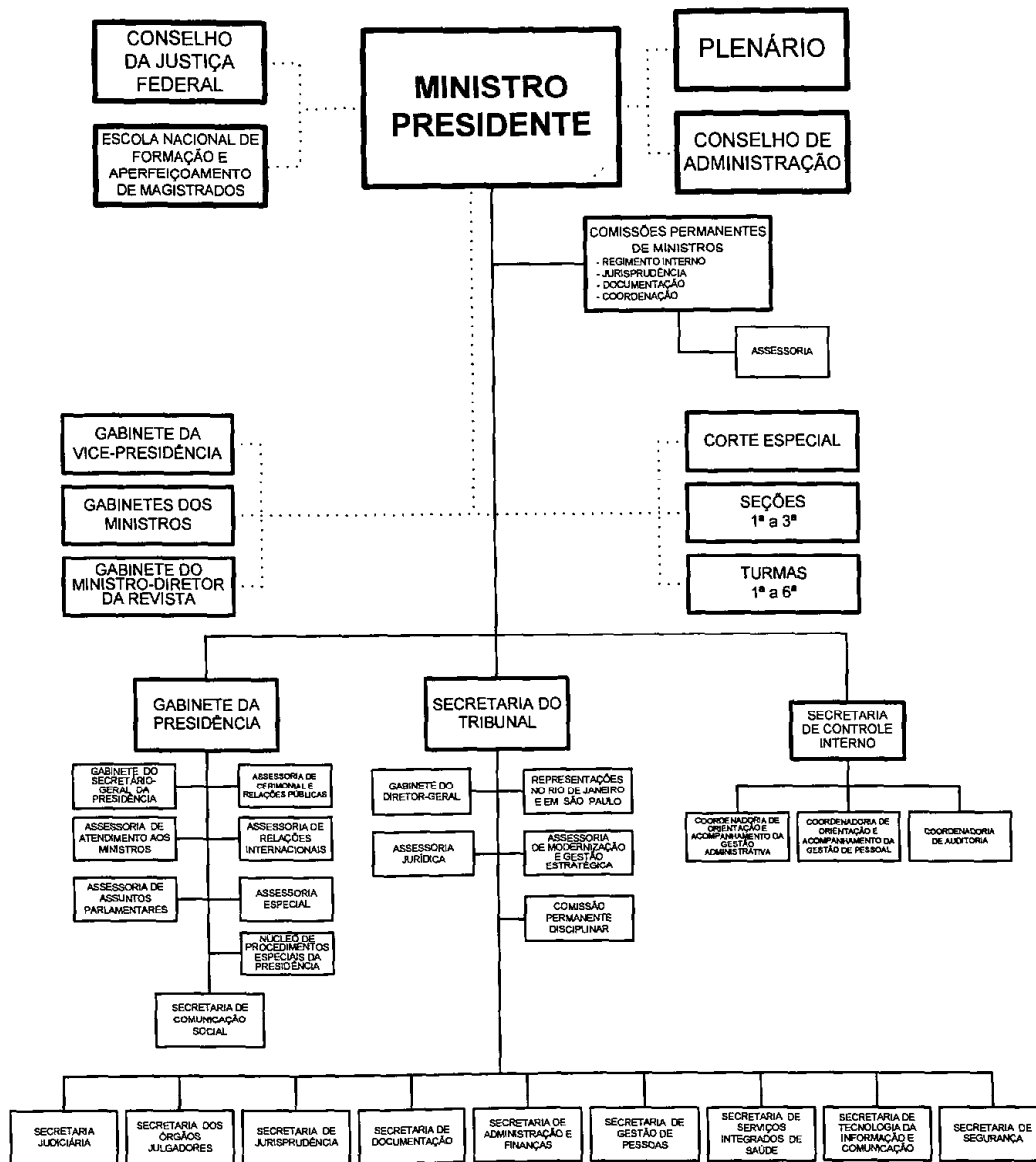 CONSELHO
DA JUSTIÇA
FEDERAL
ESCOLA NACIONAL DE
FORMAÇÃO E
APERFEIÇOAMENTO
DE MAGISTRADOS
MINISTRO
PRESIDENTE
PLENÁRIO
CONSELHO DE
ADMINISTRAÇÃO
COMISSÕES PERMANENTES
DE MINISTROS
- REGIMENTO INTERNO
- JURISPRUDÊNCIA
- DOCUMENTAÇÃO
- COORDENAÇÃO
ASSESSORIA
GABINETE DA
VICE-PRESIDÊNCIA
GABINETES DOS
MINISTROS
GABINETE DO
MINISTRO-DIRETOR
DA REVISTA
CORTE ESPECIAL
SEÇÕES
1ª a 3ª
TURMAS
1ª a 6ª
GABINETE DA
PRESIDÊNCIA
GABINETE DO
SECRETÁRIO-
GERAL DA
PRESIDÊNCIA
ASSESSORIA DE
CERIMONIAL E
RELAÇÕES PÚBLICAS
ASSESSORIA DE
ATENDIMENTO AOS
MINISTROS
ASSESSORIA DE
RELAÇÕES
INTERNACIONAIS
ASSESSORIA DE
ASSUNTOS
PARLAMENTARES
ASSESSORIA
ESPECIAL
NÚCLEO DE
PROCEDIMENTOS
ESPECIAIS DA
PRESIDÊNCIA
SECRETARIA DE
COMUNICAÇÃO
SOCIAL
SECRETARIA DO
TRIBUNAL
GABINETE DO
DIRETOR-GERAL
REPRESENTAÇÕES
NO RIO DE JANEIRO
E EM SÃO PAULO
ASSESSORIA
JURÍDICA
ASSESSORIA
DE MODERNIZAÇÃO
E GESTÃO
ESTRATÉGICA
COMISSÃO
PERMANENTE
DISCIPLINAR
SECRETARIA
DE CONTROLE
INTERNO
COORDENADORIA DE
ORIENTAÇÃO E
ACOMPANHAMENTO DA
GESTÃO
ADMINISTRATIVA
COORDENADORIA DE
ORIENTAÇÃO E
ACOMPANHAMENTO DA
GESTÃO DE PESSOAL
COORDENADORIA
DE AUDITORIA
SECRETARIA
JUDICIÁRIA
SECRETARIA DOS
ÓRGÃOS
JULGADORES
SECRETARIA DE
JURISPRUDÊNCIA
SECRETARIA DE
DOCUMENTAÇÃO
SECRETARIA DE
ADMINISTRAÇÃO E
FINANÇAS
SECRETARIA DE
GESTÃO DE
PESSOAS
SECRETARIA DE
SERVIÇOS
INTEGRADOS DE
SAÚDE
SECRETARIA DE
TECNOLOGIA DA
INFORMAÇÃO E
COMUNICAÇÃO
SECRETARIA DE
SEGURANÇA